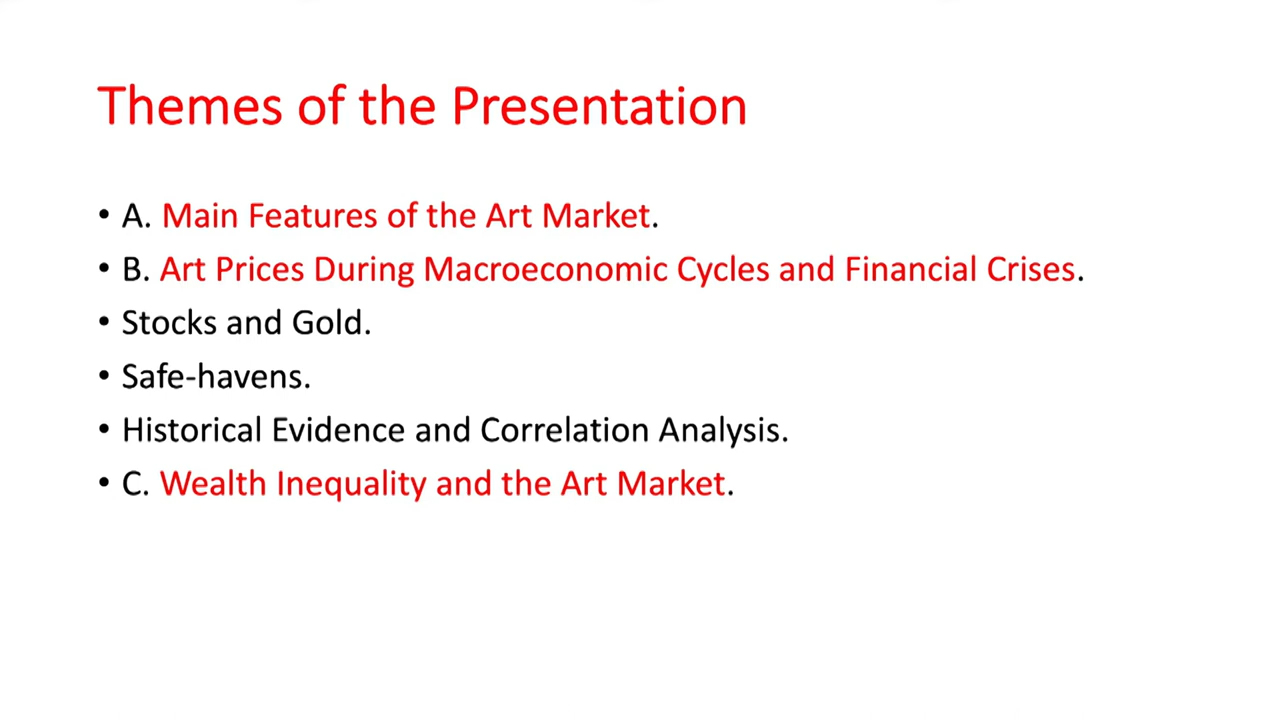 Themes of the Presentation
• A. Main Features of the Art Market.
• B. Art Prices During Macroeconomic Cycles and Financial Crises.
• Stocks and Gold.
• Safe-havens.
• Historical Evidence and Correlation Analysis.
• C. Wealth Inequality and the Art Market.